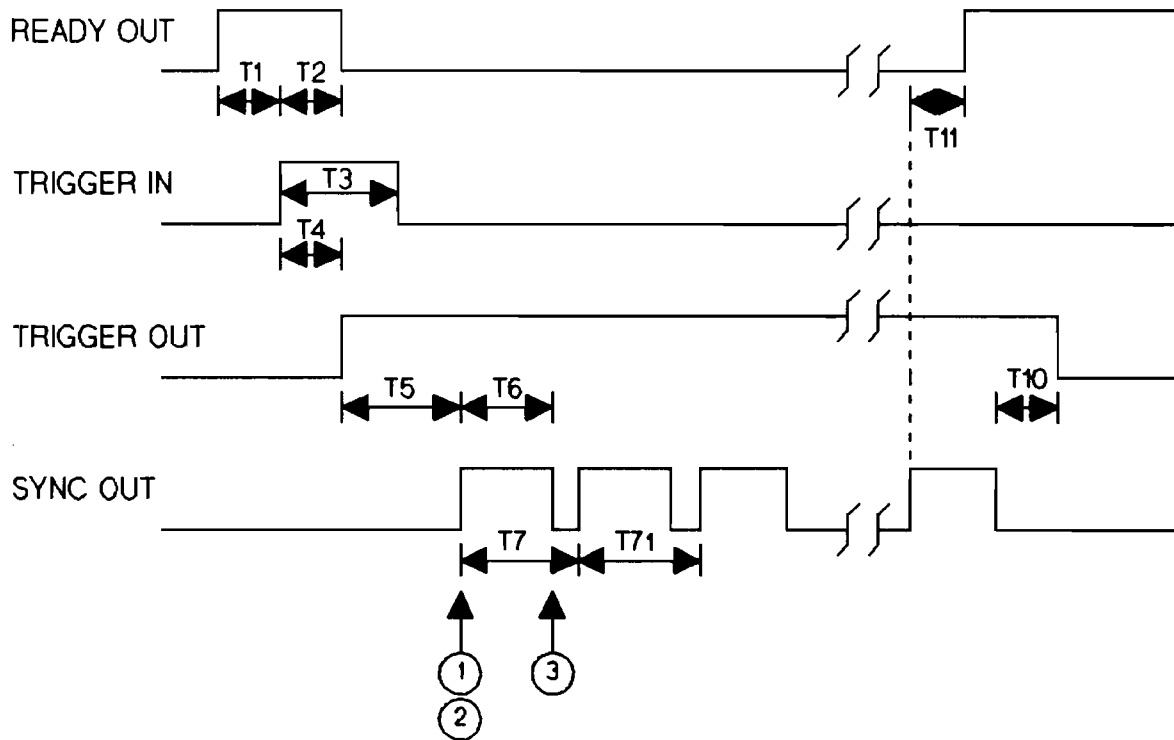 READY OUT
T1 T2
T11
TRIGGER IN
T3
T4
TRIGGER OUT
T5 T6
T10
SYNC OUT
T7 T71
1 3
2